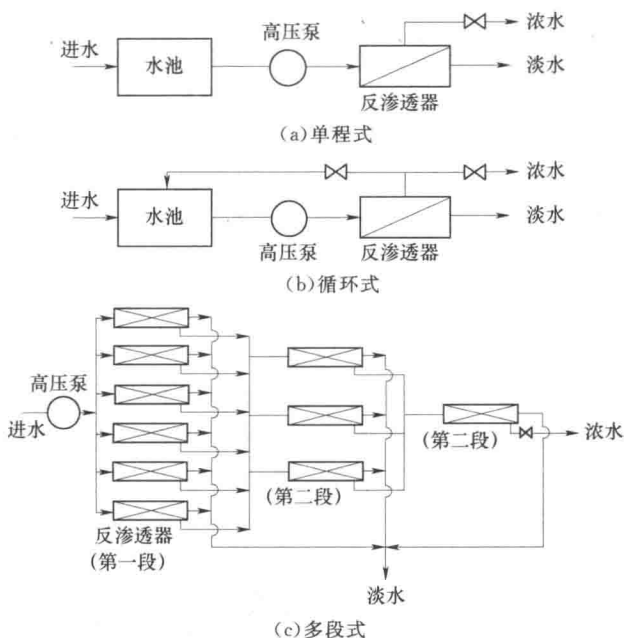 高压泵
进水
水池
浓水
淡水
反渗透器
(a)单程式
进水
水池
浓水
淡水
高压泵
反渗透器
(b)循环式
高压泵
进水
(第二段)
(第二段)
浓水
反渗透器
(第一段)
淡水
(c)多段式